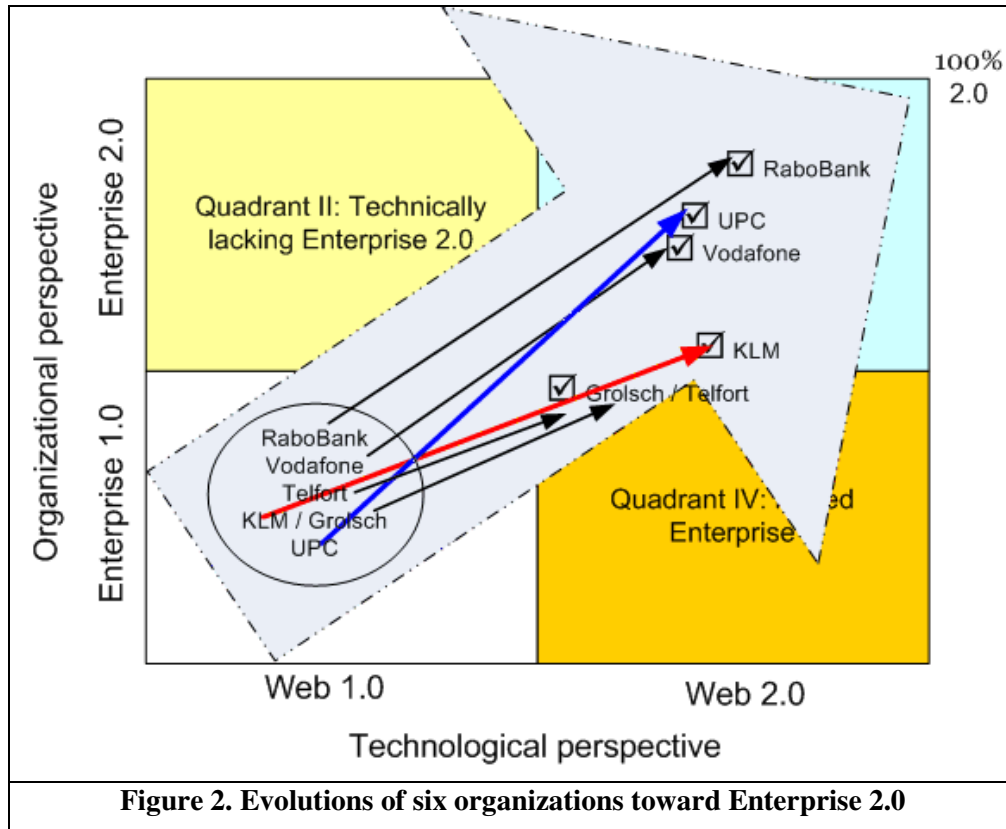 100%
2.0
Organizational perspective
Enterprise 2.0
Enterprise 1.0
Quadrant II: Technically
lacking Enterprise 2.0
RaboBank
UPC
Vodafone
KLM
Grolsch / Telfort
RaboBank
Vodafone
Telfort
KLM / Grolsch
UPC
Quadrant IV:
Enterprise
Web 1.0
Web 2.0
Technological perspective
Figure 2. Evolutions of six organizations toward Enterprise 2.0